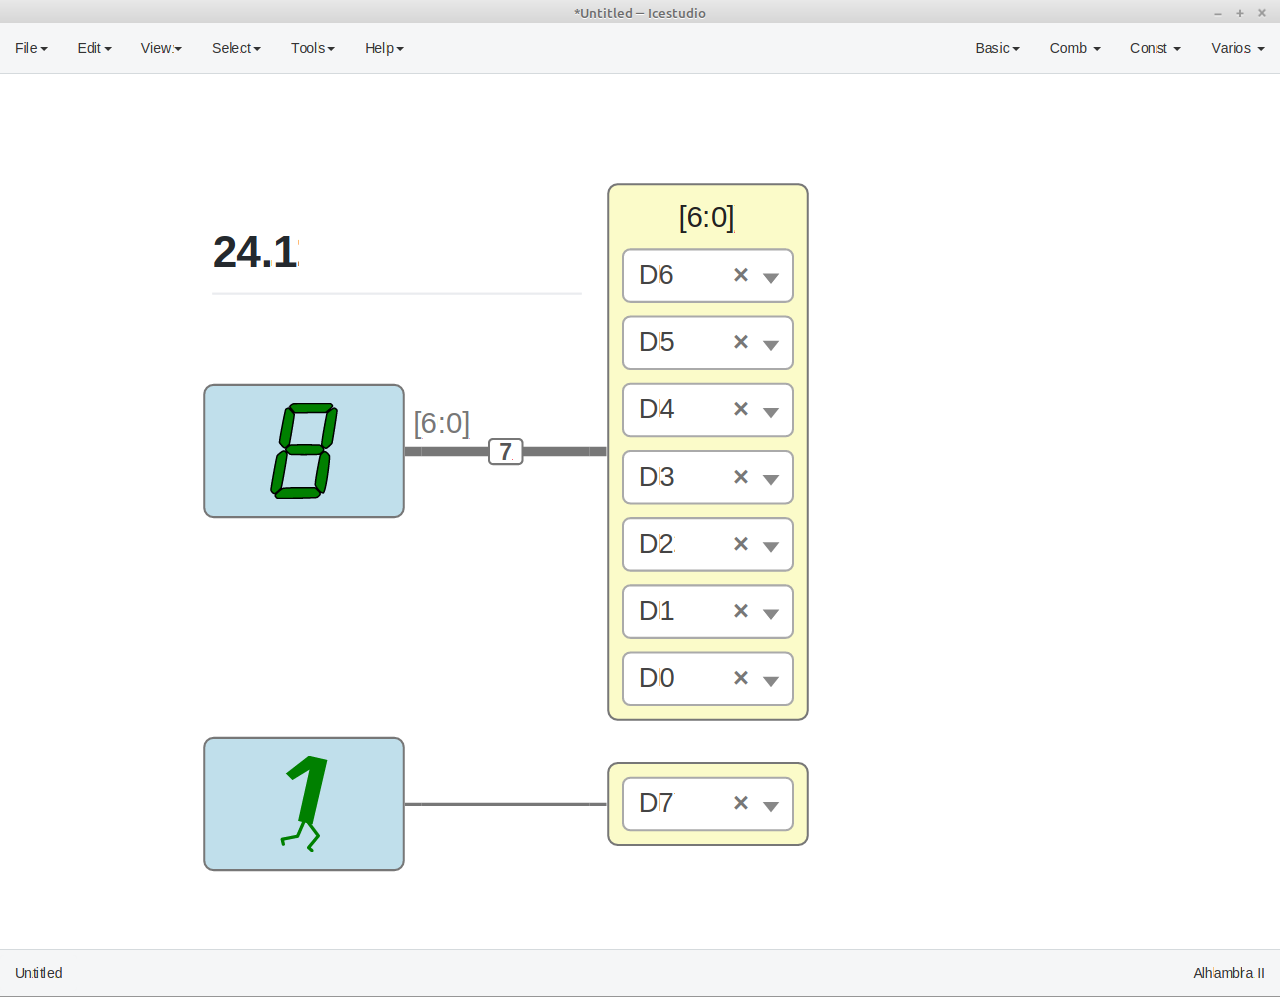 *Untitled – Icestudio
File Edit View Select Tools Help Basic Comb Const Varios
[6:0]
D6 ×
D5 ×
[6:0]
D4 ×
7
D3 ×
D2 ×
D1 ×
D0 ×
1
D7 ×
Untitled Alhambra II